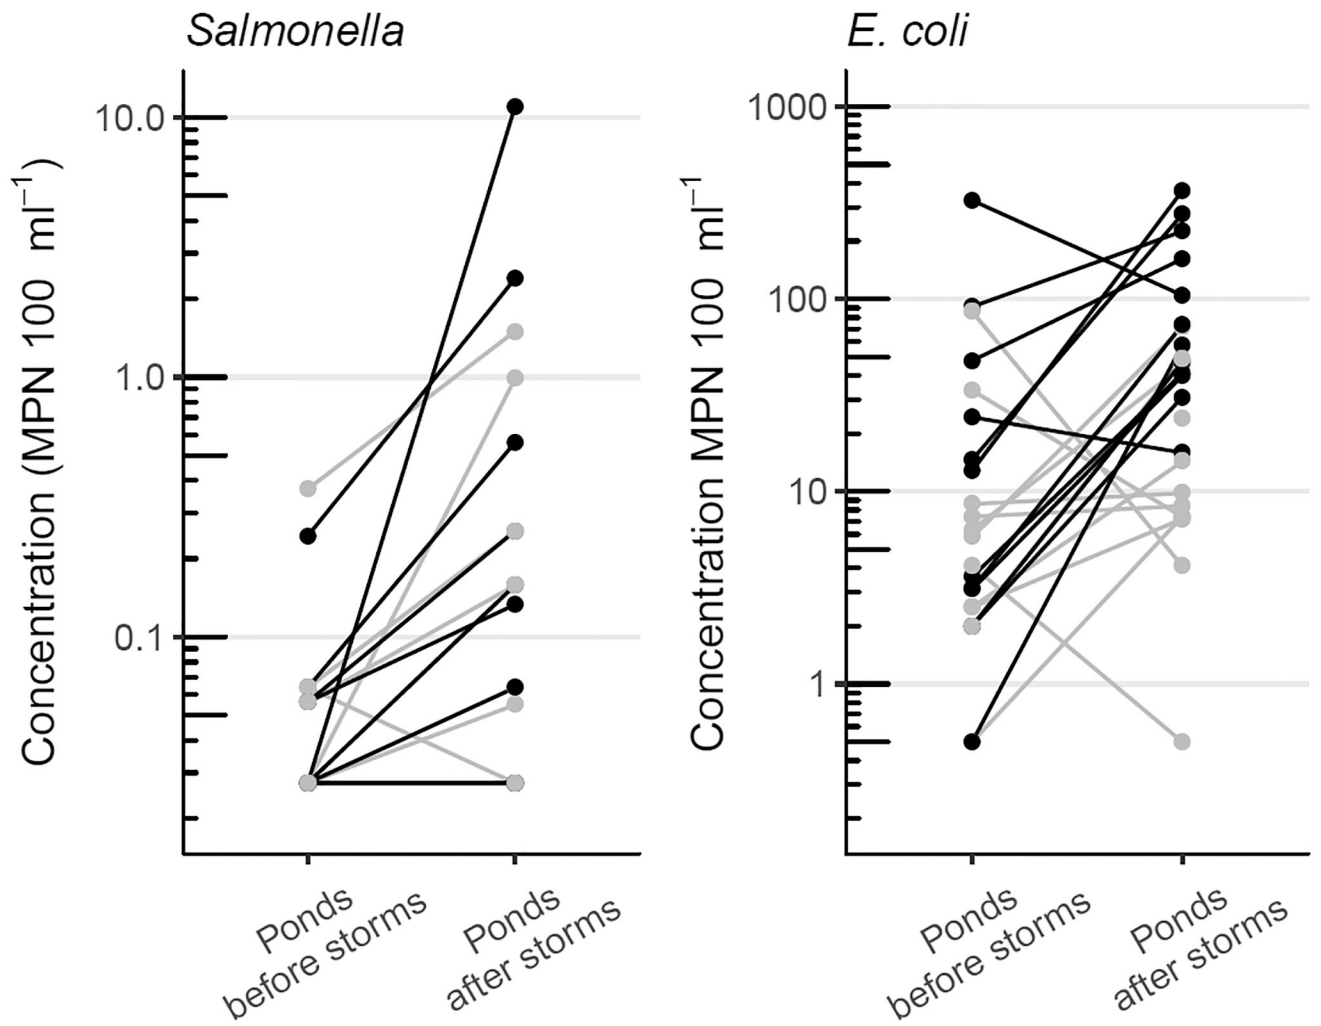 Salmonella
Concentration (MPN 100 ml⁻¹)
10.0
1.0
0.1
Ponds
before storms
Ponds
after storms
E. coli
Concentration MPN 100 ml⁻¹
1000
100
10
1
Ponds
before storms
Ponds
after storms